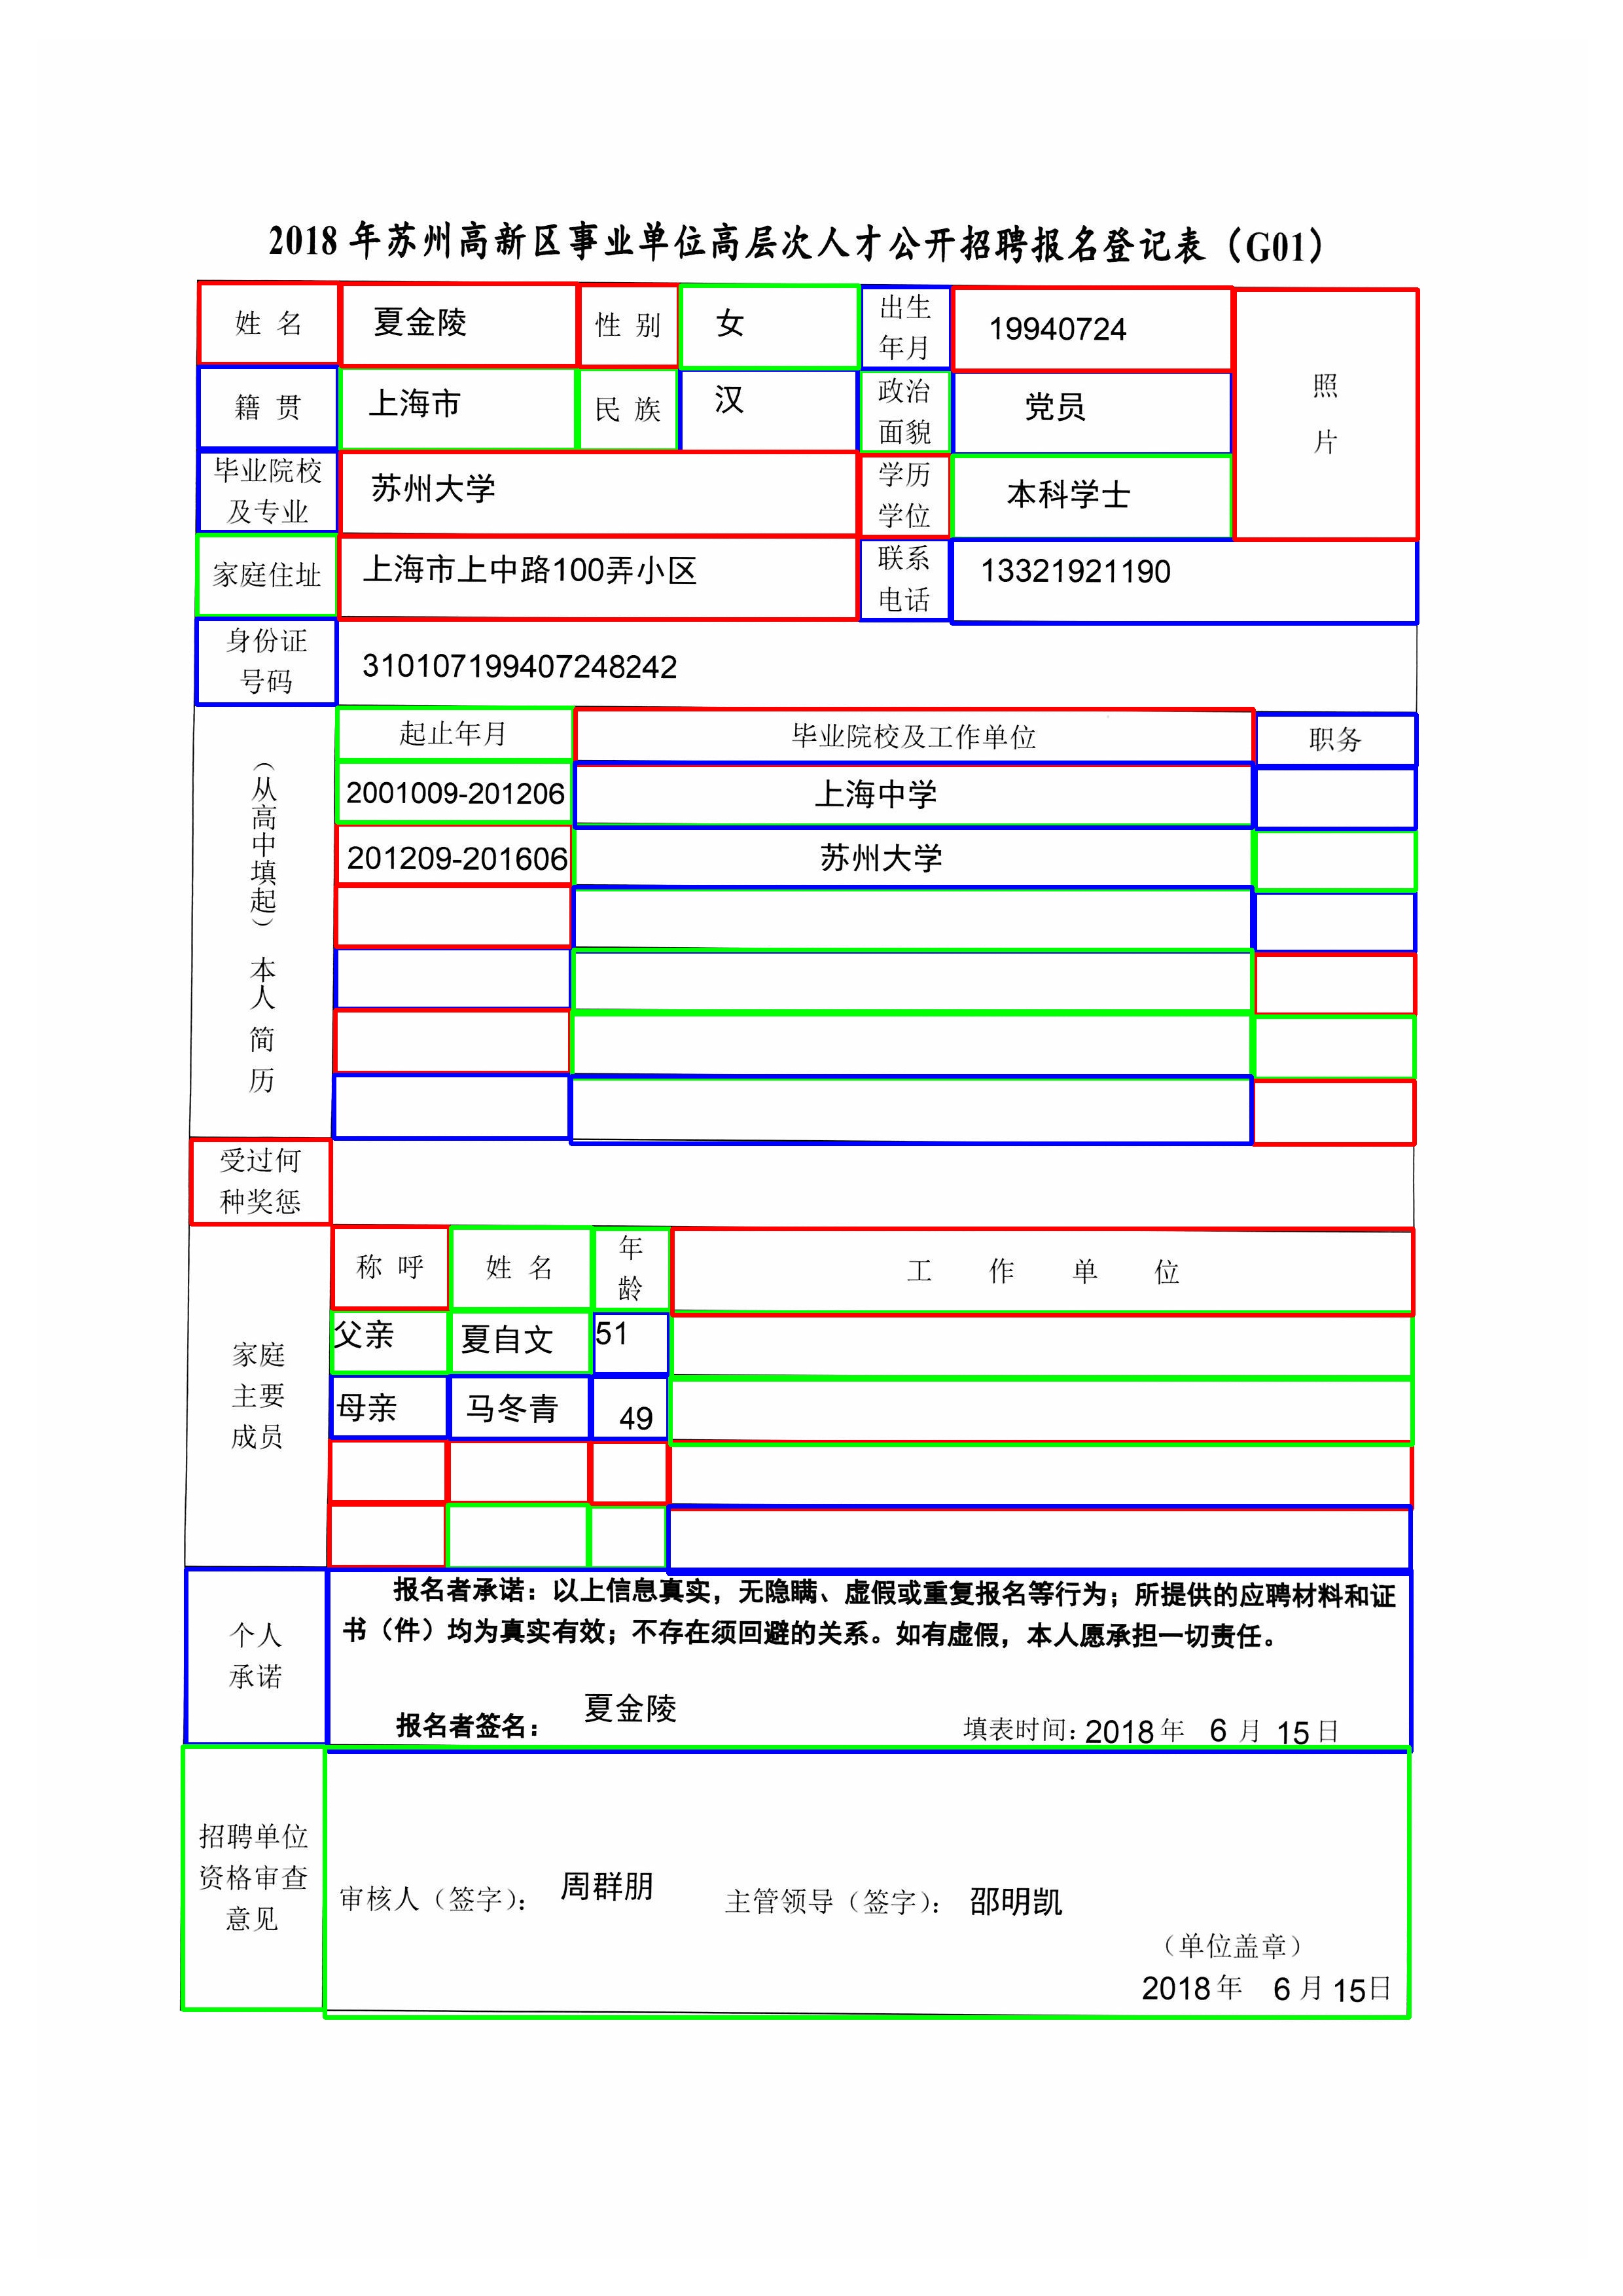 2018 年苏州高新区事业单位高层次人才公开招聘报名登记表（G01）
姓 名 夏金陵 性 别 女 出生年月 19940724 照片
籍 贯 上海市 民 族 汉 政治面貌 党员
毕业院校及专业 苏州大学 学历学位 本科学士
家庭住址 上海市上中路100弄小区 联系电话 13321921190
身份证号码 310107199407248242
（从高中填起） 本人简历
起止年月 毕业院校及工作单位 职务
2001009-201206 上海中学
201209-201606 苏州大学
受过何种奖惩
家庭主要成员
称 呼 姓 名 年龄 工 作 单 位
父亲 夏自文 51
母亲 马冬青 49
个人承诺
报名者承诺：以上信息真实，无隐瞒、虚假或重复报名等行为；所提供的应聘材料和证
书（件）均为真实有效；不存在须回避的关系。如有虚假，本人愿承担一切责任。
报名者签名： 夏金陵 填表时间：2018年 6 月 15日
招聘单位资格审查意见
审核人（签字）： 周群朋 主管领导（签字）： 邵明凯
（单位盖章）
2018年 6 月 15日